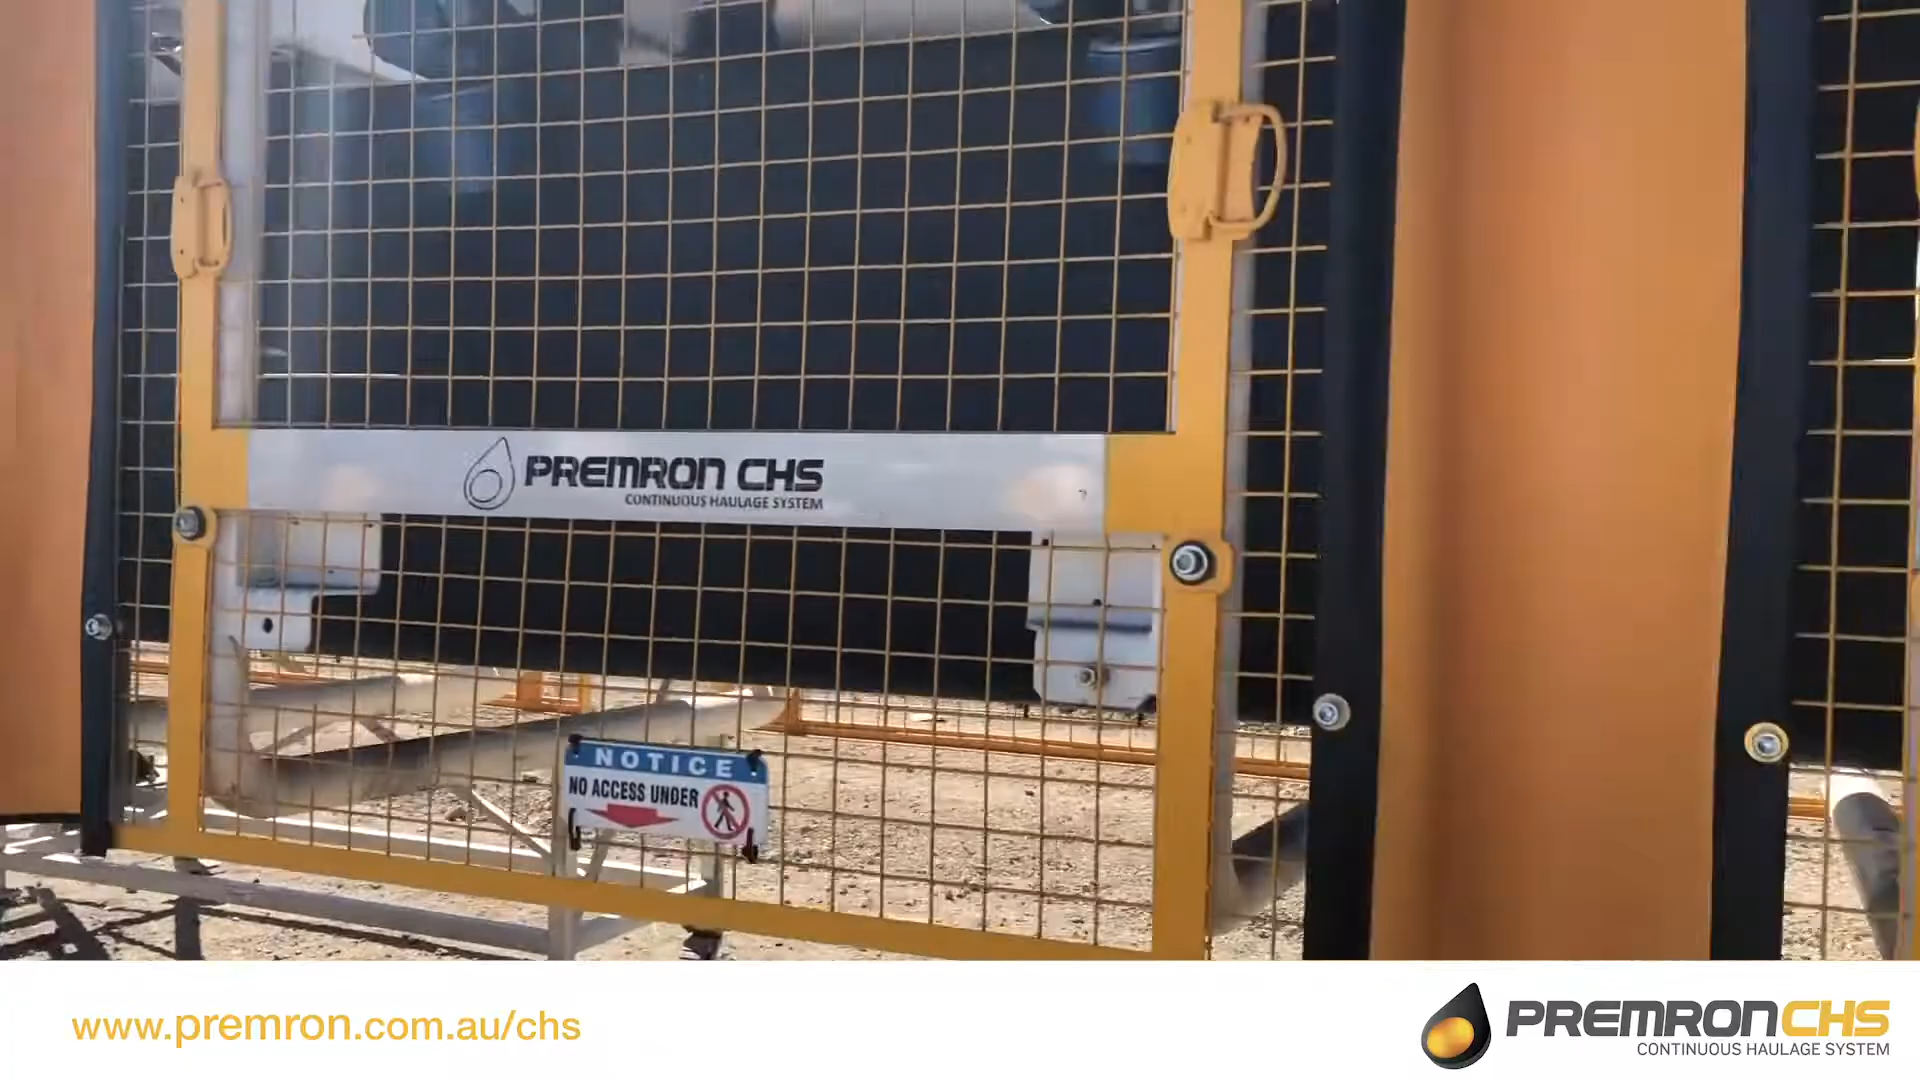 PREMRON CHS
CONTINUOUS HAULAGE SYSTEM
NOTICE
NO ACCESS UNDER
www.premron.com.au/chs
PREMRONCHS
CONTINUOUS HAULAGE SYSTEM